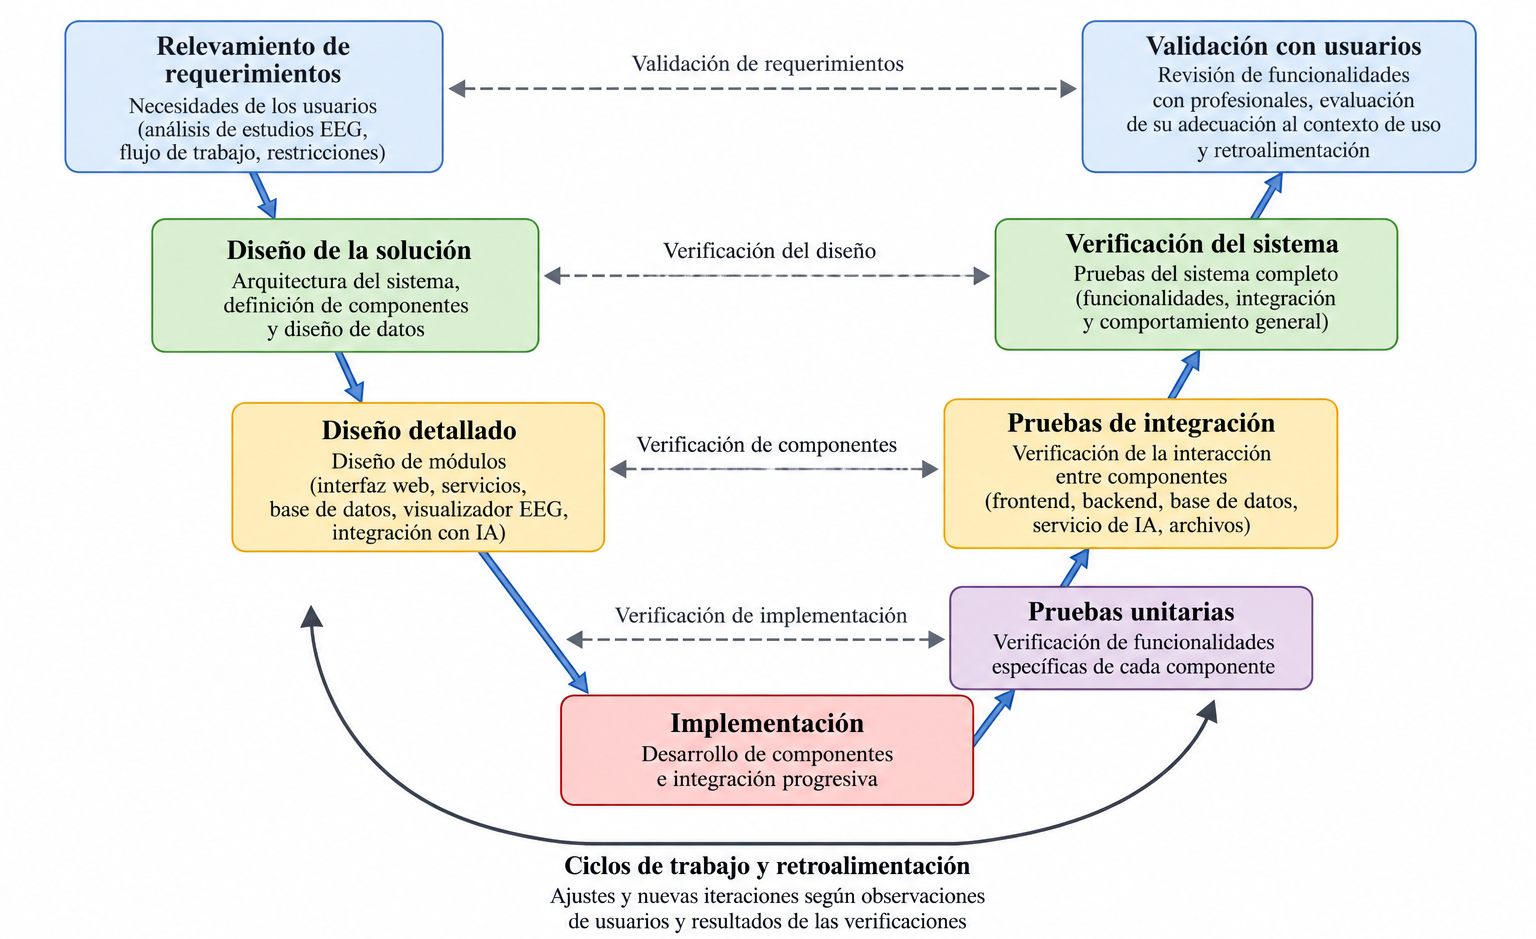 Relevamiento de
requerimientos
Necesidades de los usuarios
(análisis de estudios EEG,
flujo de trabajo, restricciones)
Validación de requerimientos
Validación con usuarios
Revisión de funcionalidades
con profesionales, evaluación
de su adecuación al contexto de uso
y retroalimentación
Diseño de la solución
Arquitectura del sistema,
definición de componentes
y diseño de datos
Verificación del diseño
Verificación del sistema
Pruebas del sistema completo
(funcionalidades, integración
y comportamiento general)
Diseño detallado
Diseño de módulos
(interfaz web, servicios,
base de datos, visualizador EEG,
integración con IA)
Verificación de componentes
Pruebas de integración
Verificación de la interacción
entre componentes
(frontend, backend, base de datos,
servicio de IA, archivos)
Verificación de implementación
Pruebas unitarias
Verificación de funcionalidades
específicas de cada componente
Implementación
Desarrollo de componentes
e integración progresiva
Ciclos de trabajo y retroalimentación
Ajustes y nuevas iteraciones según observaciones
de usuarios y resultados de las verificaciones